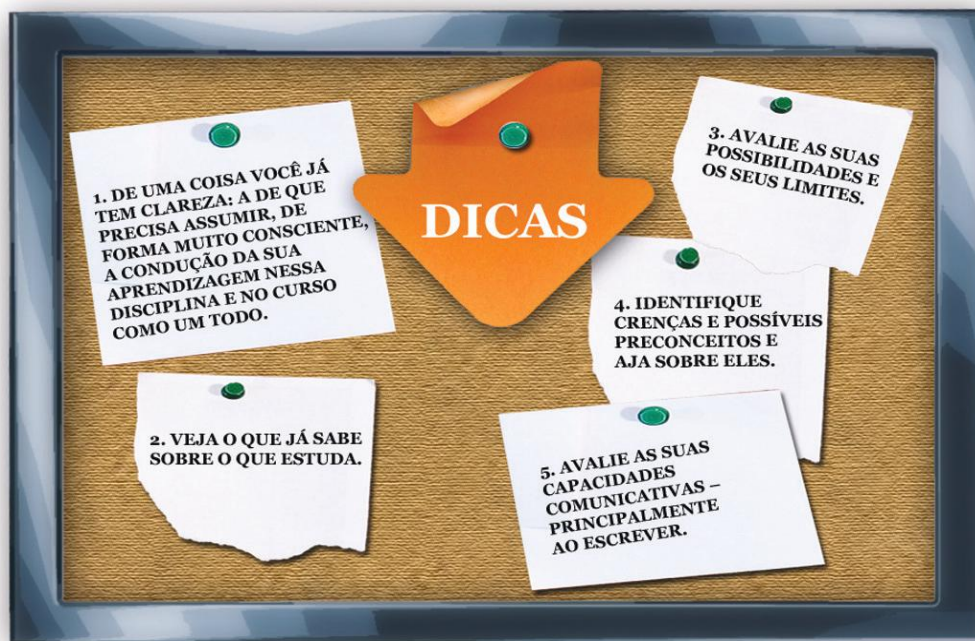 DICAS
1. DE UMA COISA VOCÊ JÁ
TEM CLAREZA: A DE QUE
PRECISA ASSUMIR, DE
FORMA MUITO CONSCIENTE,
A CONDUÇÃO DA SUA
APRENDIZAGEM NESSA
DISCIPLINA E NO CURSO
COMO UM TODO.
2. VEJA O QUE JÁ SABE
SOBRE O QUE ESTUDA.
3. AVALIE AS SUAS
POSSIBILIDADES E
OS SEUS LIMITES.
4. IDENTIFIQUE
CRENÇAS E POSSÍVEIS
PRECONCEITOS E
AJA SOBRE ELES.
5. AVALIE AS SUAS
CAPACIDADES
COMUNICATIVAS –
PRINCIPALMENTE
AO ESCREVER.